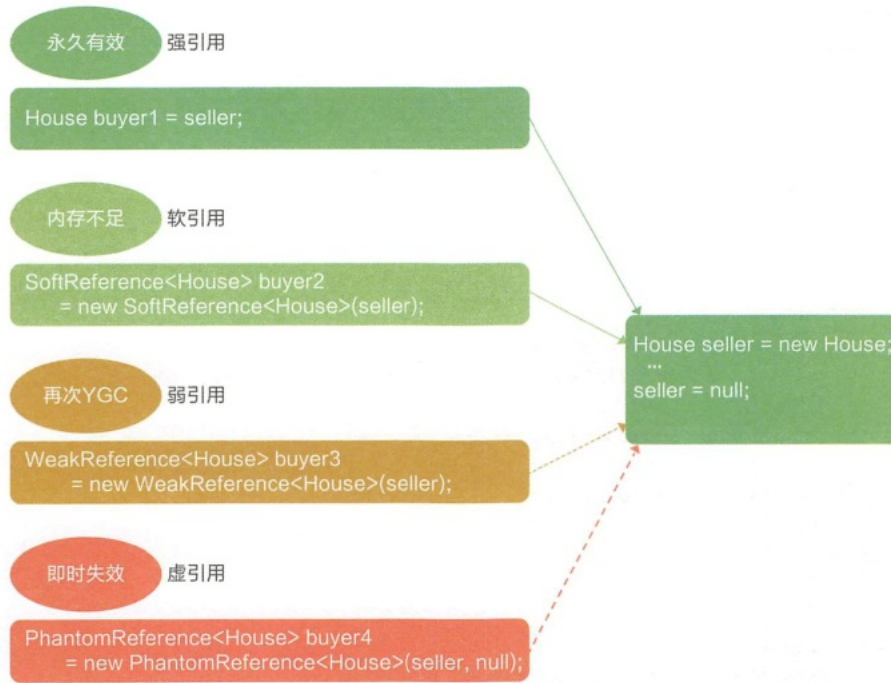 永久有效 强引用
House buyer1 = seller;
内存不足 软引用
SoftReference<House> buyer2
= new SoftReference<House>(seller);
House seller = new House;
...
seller = null;
再次YGC 弱引用
WeakReference<House> buyer3
= new WeakReference<House>(seller);
即时失效 虚引用
PhantomReference<House> buyer4
= new PhantomReference<House>(seller, null);